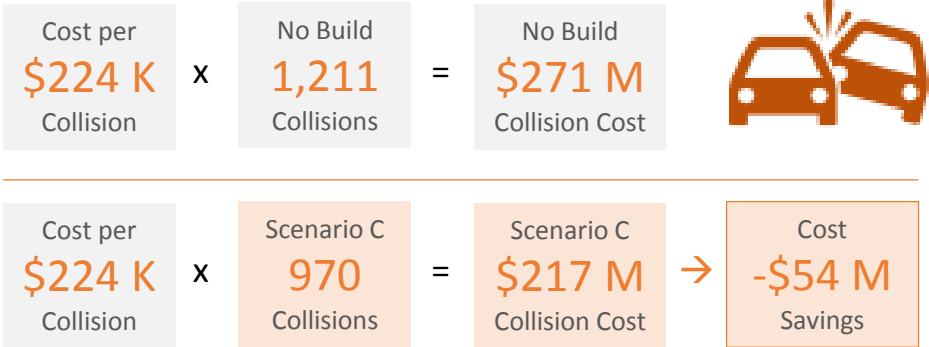 Cost per
$224 K
Collision
x
No Build
1,211
Collisions
=
No Build
$271 M
Collision Cost
Cost per
$224 K
Collision
x
Scenario C
970
Collisions
=
Scenario C
$217 M
Collision Cost
→
Cost
-$54 M
Savings